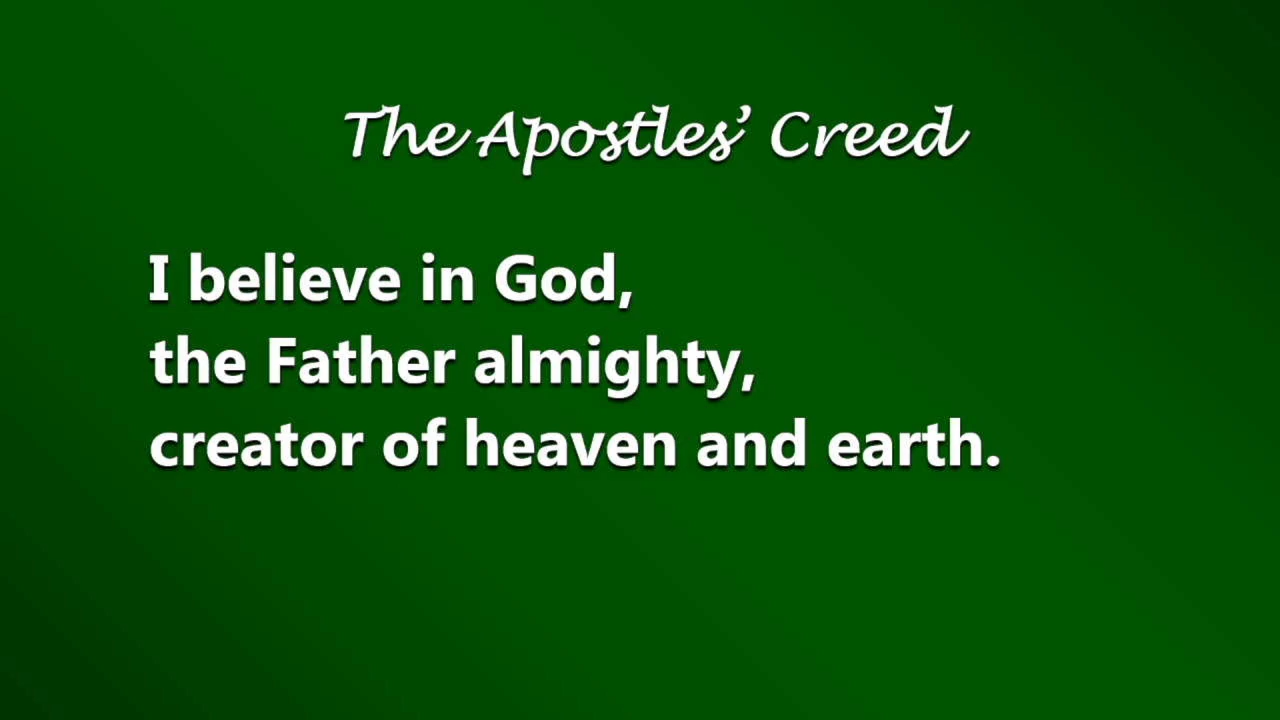 The Apostles’ Creed
I believe in God,
the Father almighty,
creator of heaven and earth.